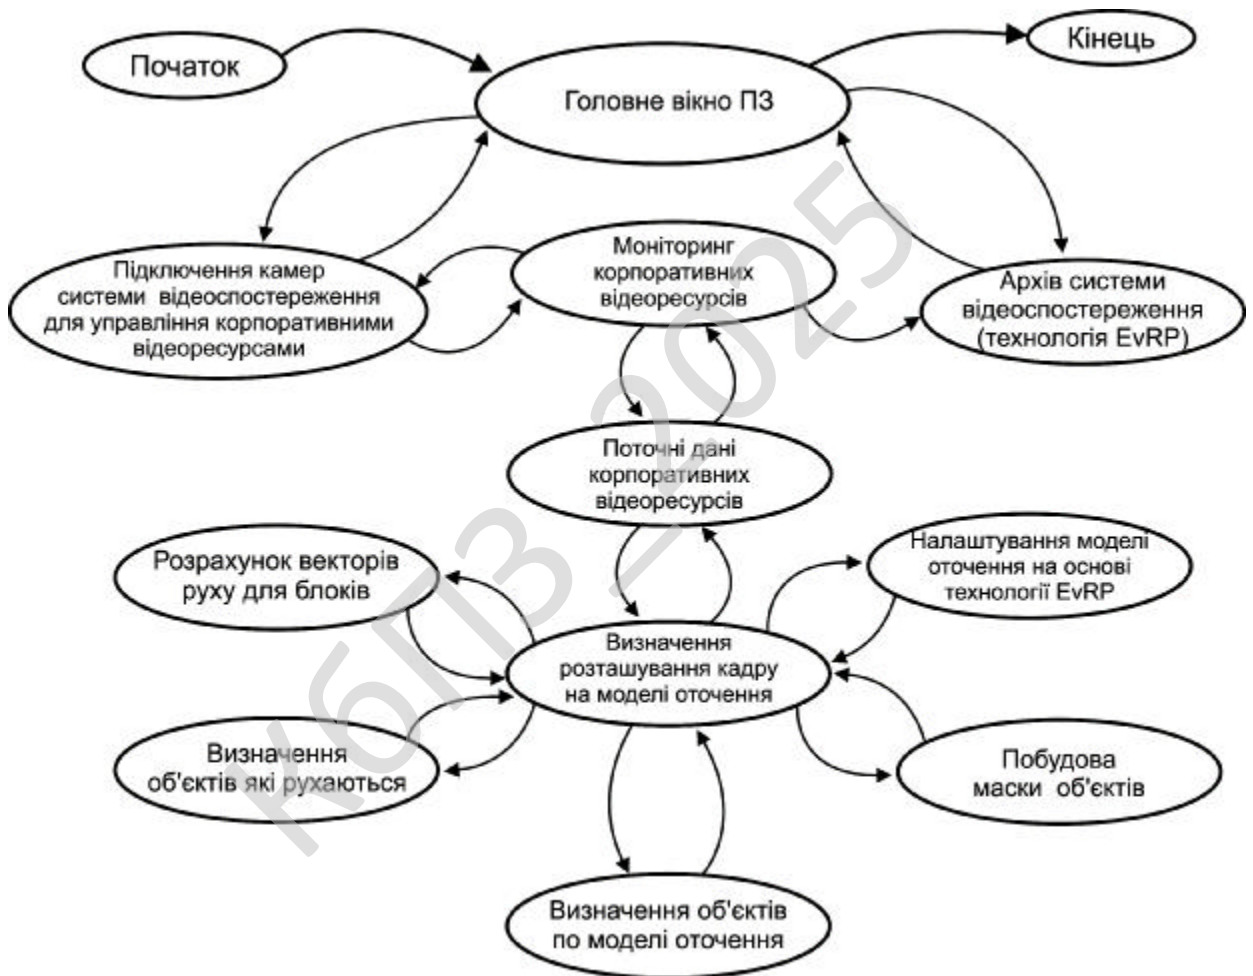 Початок
Кінець
Головне вікно ПЗ
Підключення камер
системи відеоспостереження
для управління корпоративними
відеоресурсами
Моніторинг
корпоративних
відеоресурсів
Архів системи
відеоспостереження
(технологія EvRP)
Поточні дані
корпоративних
відеоресурсів
Розрахунок векторів
руху для блоків
Налаштування моделі
оточення на основі
технології EvRP
Визначення
розташування кадру
на моделі оточення
Визначення
об'єктів які рухаються
Побудова
маски об'єктів
Визначення об'єктів
по моделі оточення
КбПЗ_2025